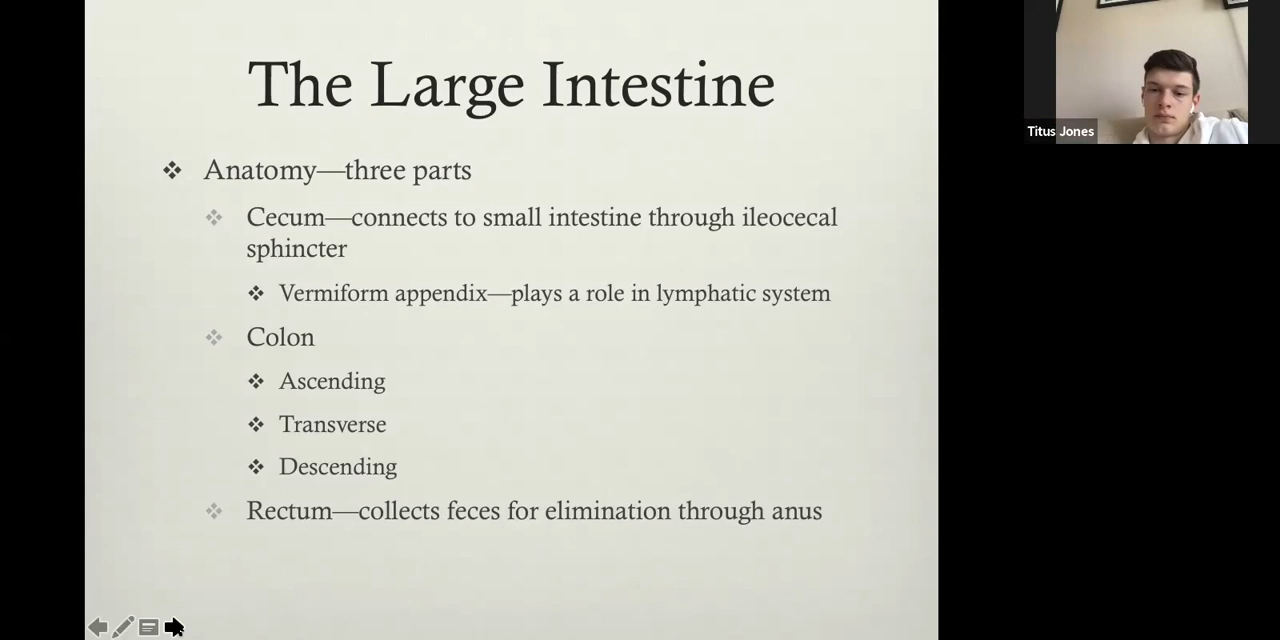 The Large Intestine
Anatomy—three parts
Cecum—connects to small intestine through ileocecal
sphincter
Vermiform appendix—plays a role in lymphatic system
Colon
Ascending
Transverse
Descending
Rectum—collects feces for elimination through anus
Titus Jones